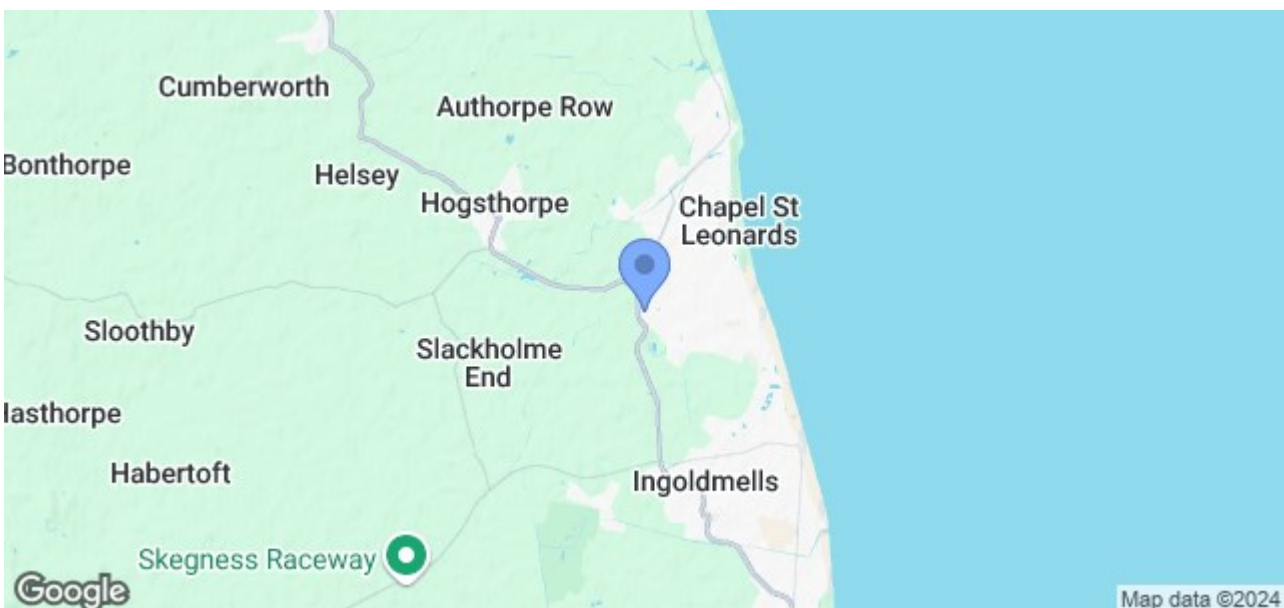 Cumberworth
Authorpe Row
Bonthorpe
Helsey
Hogsthorpe
Chapel St
Leonards
Sloothby
Slackholme
End
Hasthorpe
Habertoft
Ingoldmells
Skegness Raceway
Google
Map data ©2024